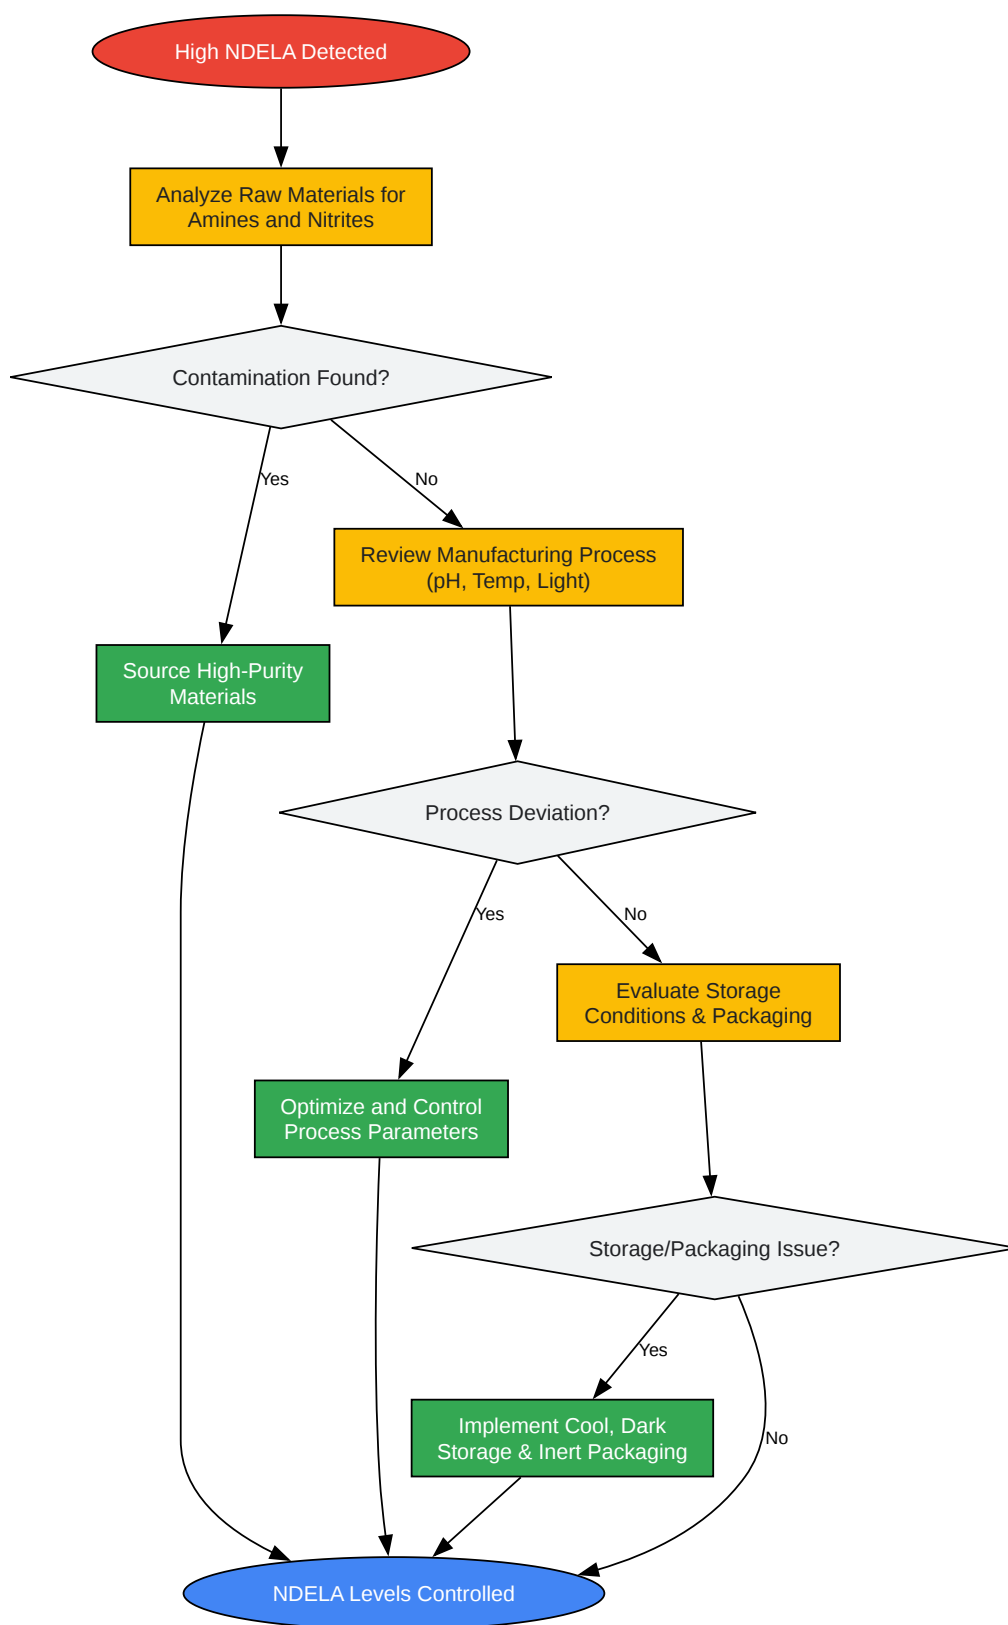 High NDELA Detected
Analyze Raw Materials for
Amines and Nitrites
Contamination Found?
Yes
No
Review Manufacturing Process
(pH, Temp, Light)
Source High-Purity
Materials
Process Deviation?
Yes
No
Evaluate Storage
Conditions & Packaging
Optimize and Control
Process Parameters
Storage/Packaging Issue?
Yes
Implement Cool, Dark
Storage & Inert Packaging
No
NDELA Levels Controlled